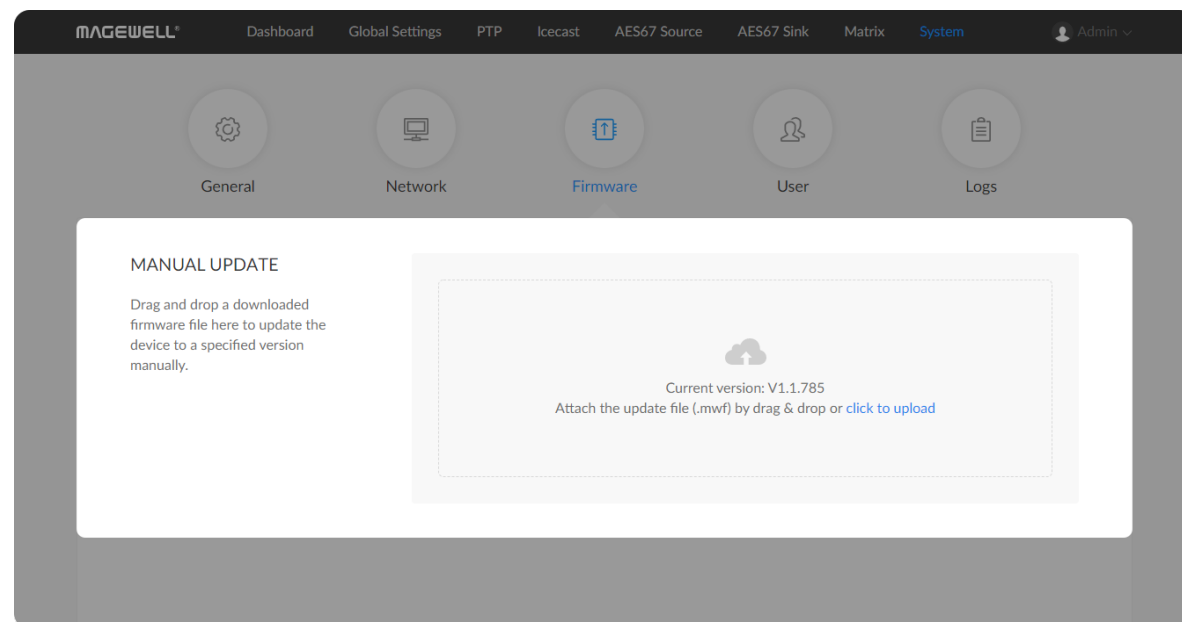 MAGEWELL® Dashboard Global Settings PTP Icecast AES67 Source AES67 Sink Matrix System Admin
General Network Firmware User Logs
MANUAL UPDATE
Drag and drop a downloaded
firmware file here to update the
device to a specified version
manually.
Current version: V1.1.785
Attach the update file (.mwf) by drag & drop or click to upload